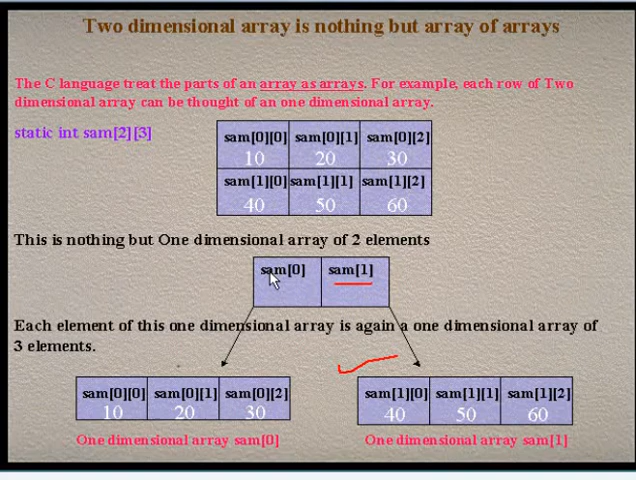 Two dimensional array is nothing but array of arrays
The C language treat the parts of an array as arrays. For example, each row of Two
dimensional array can be thought of an one dimensional array.
static int sam[2][3]
sam[0][0] sam[0][1] sam[0][2]
10 20 30
sam[1][0] sam[1][1] sam[1][2]
40 50 60
This is nothing but One dimensional array of 2 elements
sam[0] sam[1]
Each element of this one dimensional array is again a one dimensional array of
3 elements.
sam[0][0] sam[0][1] sam[0][2] sam[1][0] sam[1][1] sam[1][2]
10 20 30 40 50 60
One dimensional array sam[0] One dimensional array sam[1]